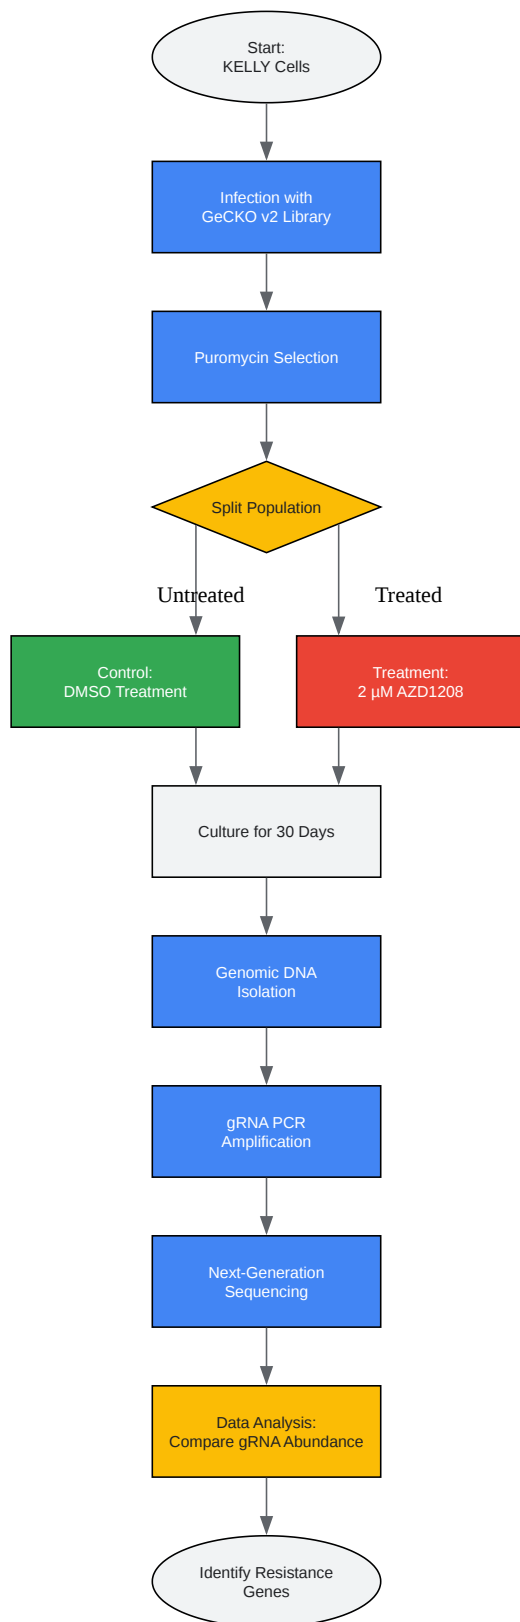 Start:
KELLY Cells
Infection with
GeCKO v2 Library
Puromycin Selection
Split Population
Untreated
Treated
Control:
DMSO Treatment
Treatment:
2 µM AZD1208
Culture for 30 Days
Genomic DNA
Isolation
gRNA PCR
Amplification
Next-Generation
Sequencing
Data Analysis:
Compare gRNA Abundance
Identify Resistance
Genes